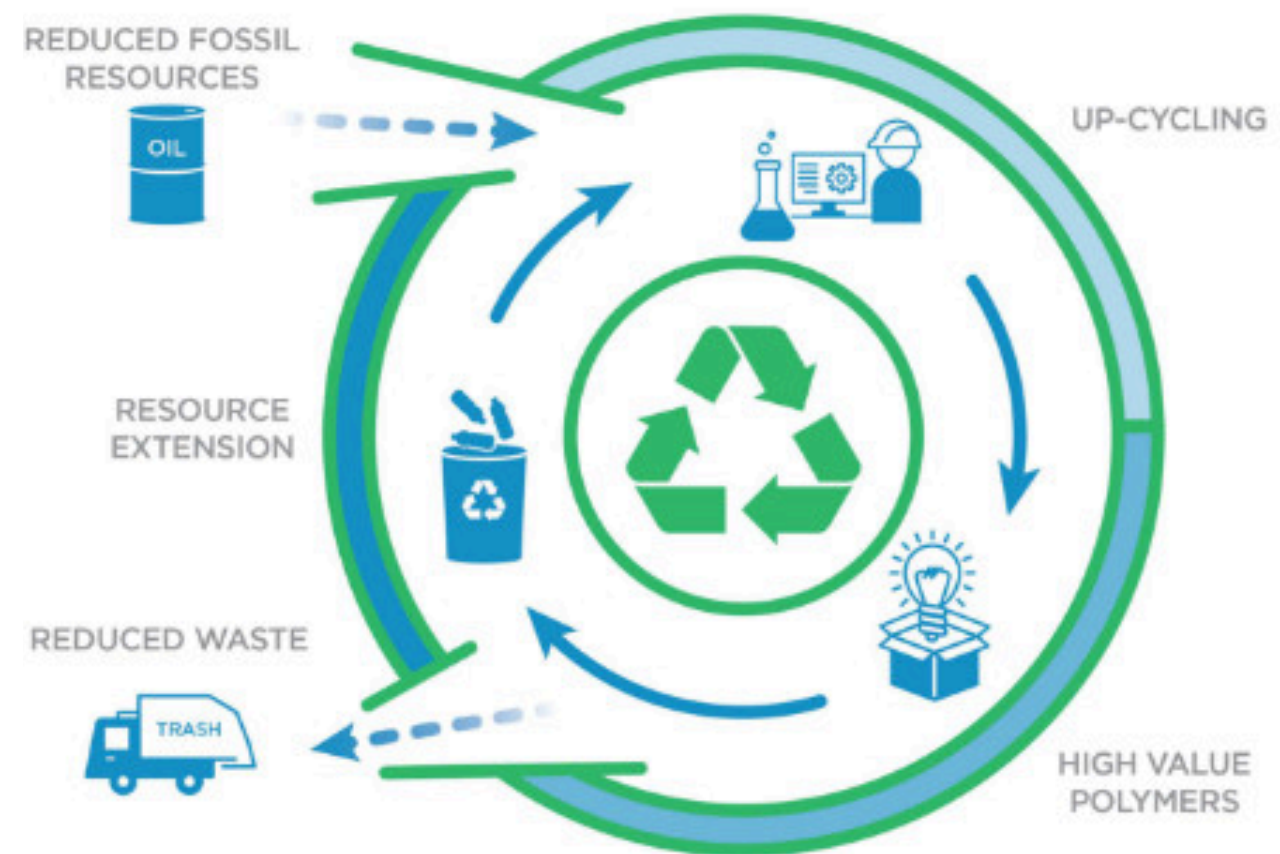 REDUCED FOSSIL
RESOURCES
OIL
UP-CYCLING
RESOURCE
EXTENSION
REDUCED WASTE
TRASH
HIGH VALUE
POLYMERS